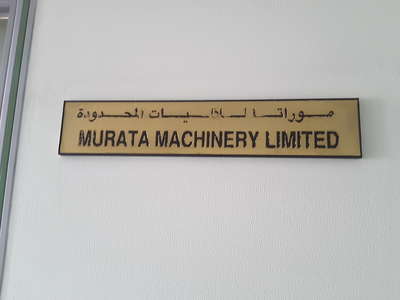 موراتا للآليات المحدودة
MURATA MACHINERY LIMITED